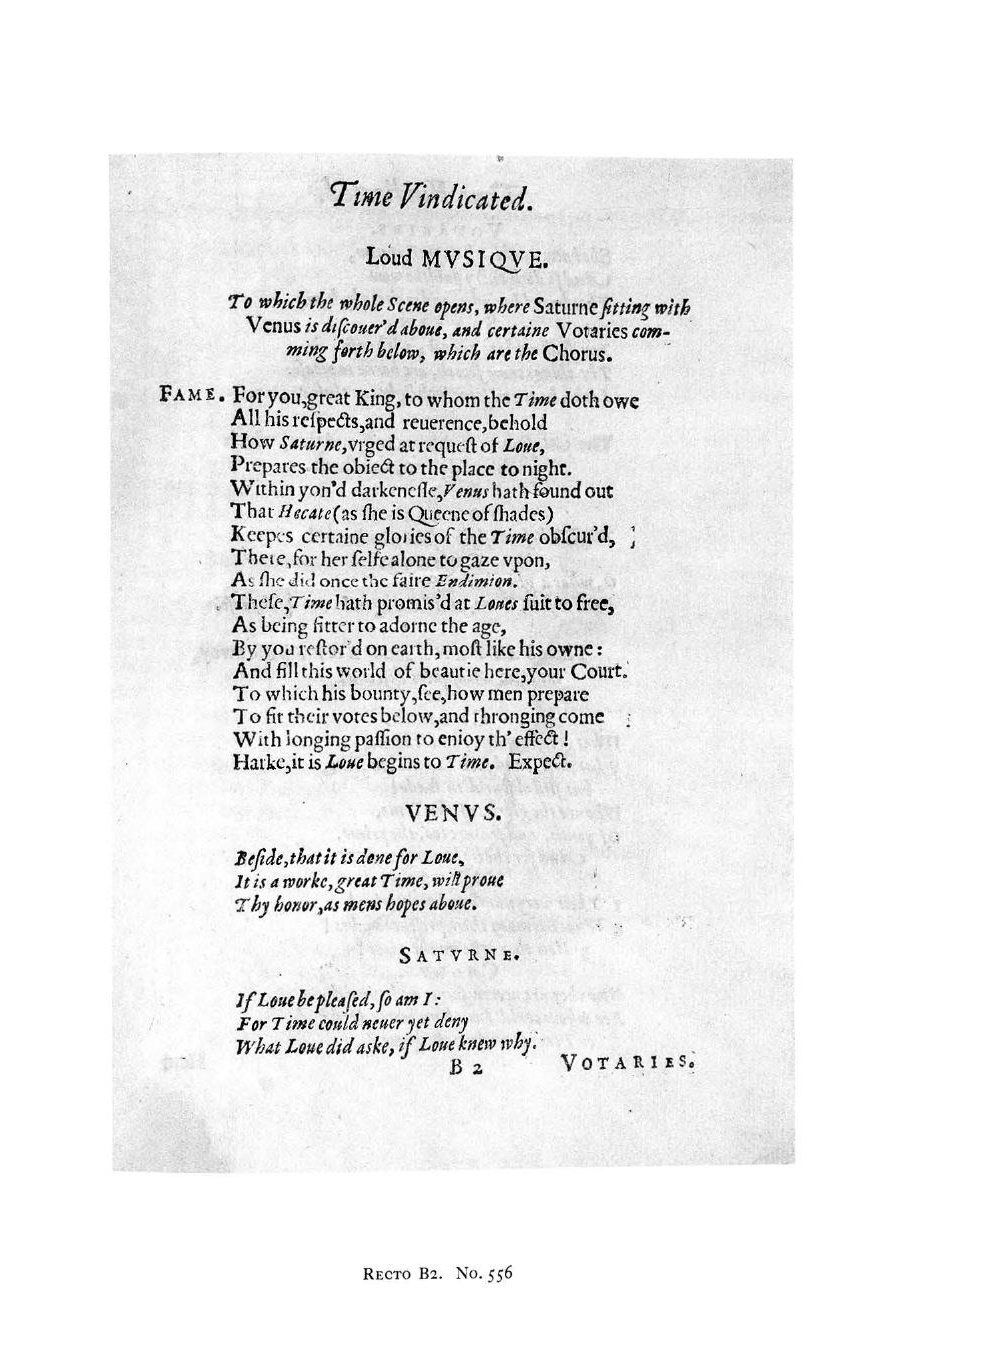 Time Vindicated.
Loud MVSIQVE.
To which the whole Scene opens, where Saturne ſitting with
Venus is diſcouer'd aboue, and certaine Votaries com-
ming forth below, which are the Chorus.
FAME. For you,great King, to whom the Time doth owe
All his reſpects,and reuerence,behold
How Saturne,vrged at requeſt of Loue,
Prepares the obiect to the place to night.
Within yon'd darkeneſſe,Venus hath found out
That Hecate(as ſhe is Queene of ſhades)
Keepes certaine glories of the Time obſcur'd,
There,for her ſelfe alone to gaze vpon,
As ſhe did once the faire Endimion.
Theſe,Time hath promis'd at Loues ſuit to free,
As being fitter to adorne the age,
By you reſtor'd on earth,moſt like his owne:
And fill this world of beautie here,your Court.
To which his bounty,ſee,how men prepare
To fit their votes below,and thronging come
With longing paſſion to enioy th' effect!
Harke,it is Loue begins to Time. Expect.
VENVS.
Beſide,that it is done for Loue,
It is a worke,great Time, will proue
Thy honor,as mens hopes aboue.
SATVRNE.
If Loue be pleaſed, ſo am I:
For Time could neuer yet deny
What Loue did aske, if Loue knew why.
B 2 VOTARIES.
RECTO B2. No. 556